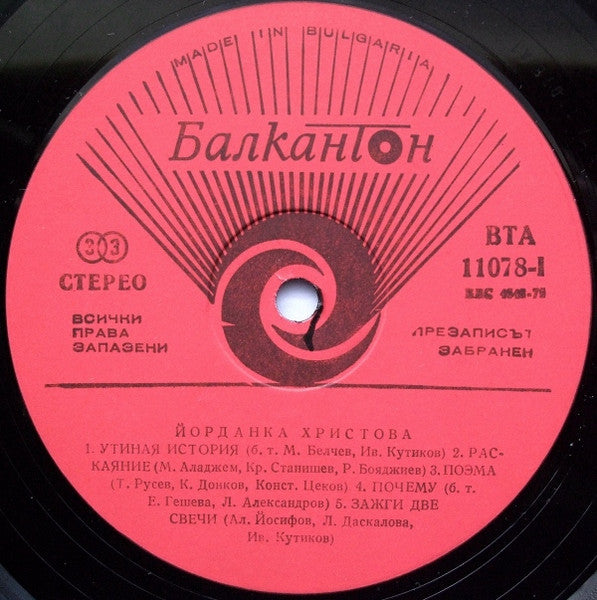 MADE IN BULGARIA
Балкантон
33
СТЕРЕО
ВТА
11078-I
ВСИЧКИ
ПРАВА
ЗАПАЗЕНИ
ПРЕЗАПИСЪТ
ЗАБРАНЕН
ЙОРДАНКА ХРИСТОВА
1. УТИНАЯ ИСТОРИЯ (б. т. М. Белчев, Ив. Кутиков) 2. РАС-
КАЯНИЕ (М. Аладжем, Кр. Станишев, Р. Бояджиев) 3. ПОЭМА
(Т. Русев, К. Донков, Конст. Цеков) 4. ПОЧЕМУ (б. т.
Е. Гешева, Л. Александров) 5. ЗАЖГИ ДВЕ
СВЕЧИ (Ал. Йосифов, Л. Даскалова,
Ив. Кутиков)